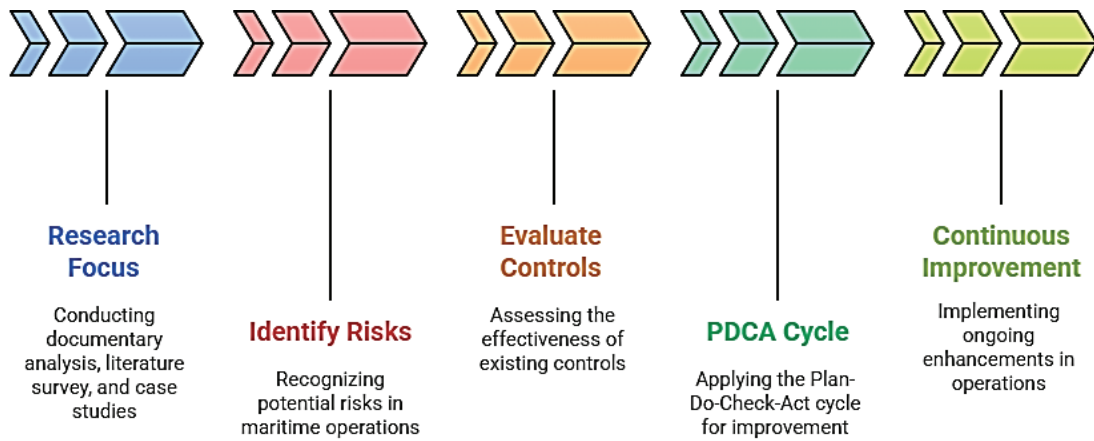 Research
Focus
Conducting
documentary
analysis, literature
survey, and case
studies
Identify Risks
Recognizing
potential risks in
maritime operations
Evaluate
Controls
Assessing the
effectiveness of
existing controls
PDCA Cycle
Applying the Plan-
Do-Check-Act cycle
for improvement
Continuous
Improvement
Implementing
ongoing
enhancements in
operations